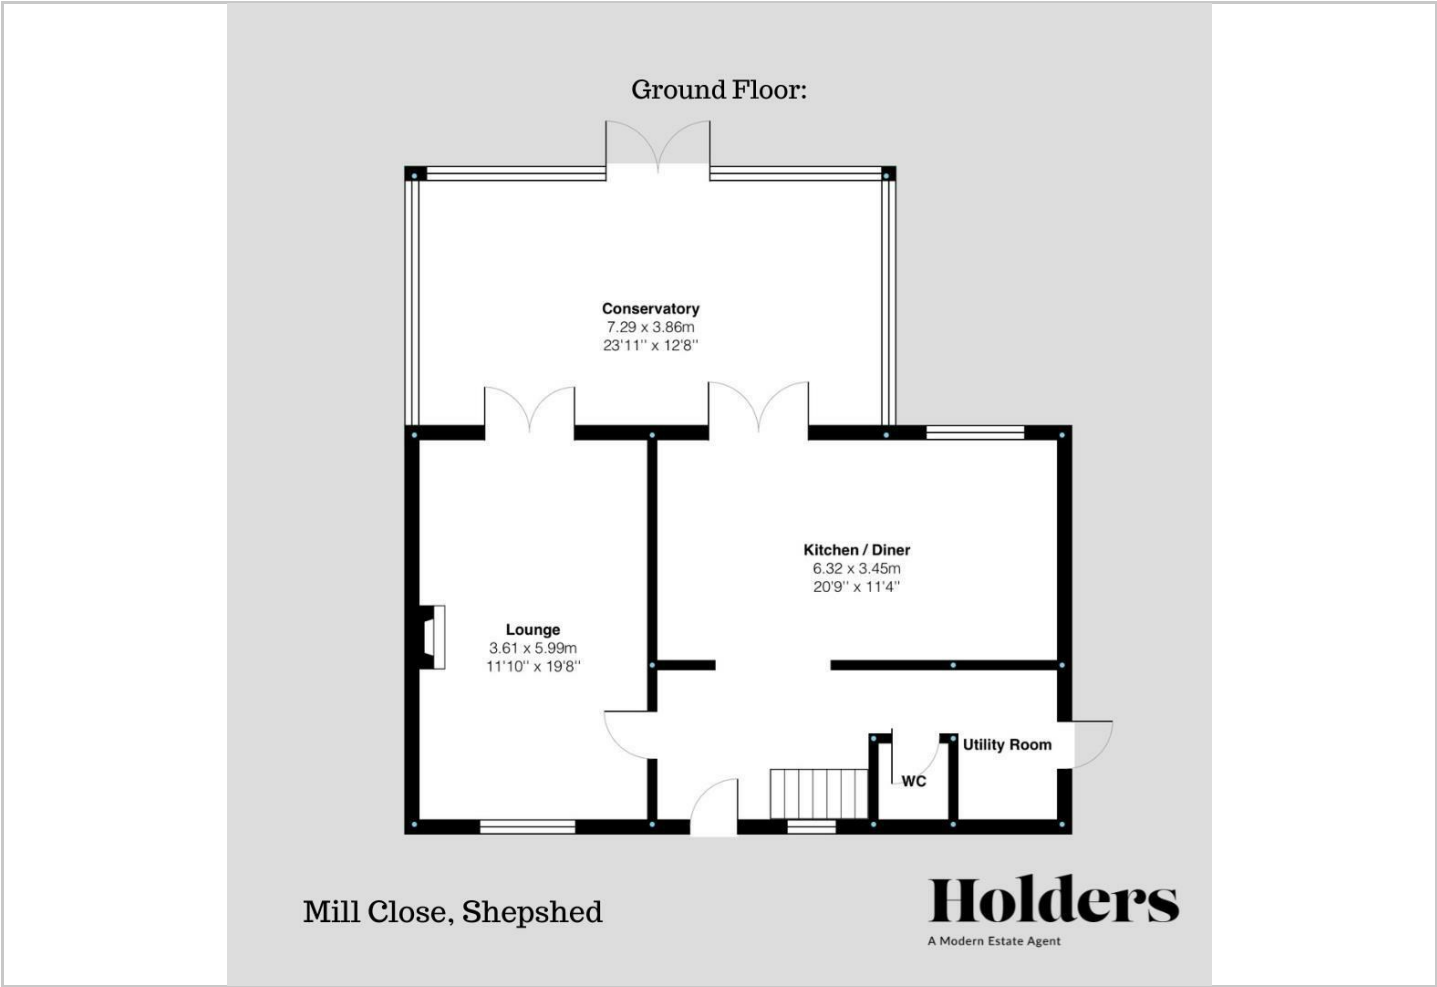 Ground Floor:
Conservatory
7.29 x 3.86m
23'11'' x 12'8''
Kitchen / Diner
6.32 x 3.45m
20'9'' x 11'4''
Lounge
3.61 x 5.99m
11'10'' x 19'8''
Utility Room
WC
Mill Close, Shepshed
Holders
A Modern Estate Agent